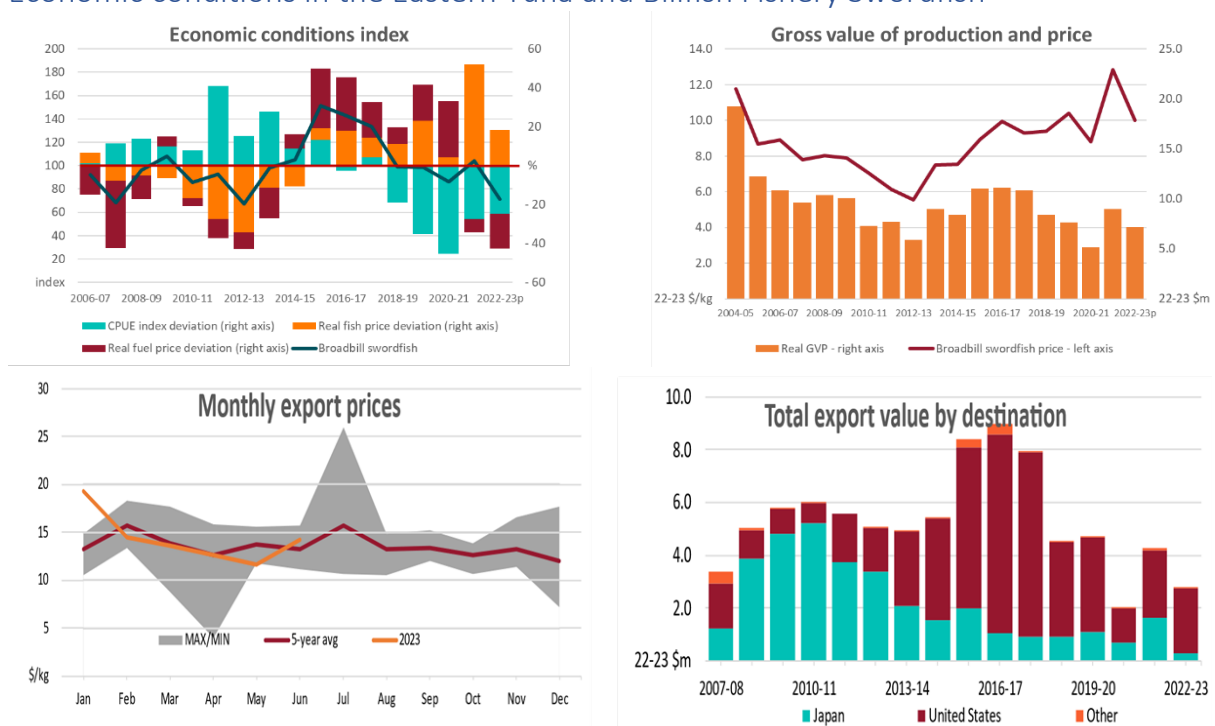 Economic conditions in the Eastern Tuna and Billfish Fishery Swordfish
Economic conditions index
200 60
180
160 40
140
120 20
100 %
80
60 - 20
40 - 40
20
index - 60
2006-07 2008-09 2010-11 2012-13 2014-15 2016-17 2018-19 2020-21 2022-23p
CPUE index deviation (right axis) Real fish price deviation (right axis)
Real fuel price deviation (right axis) Broadbill swordfish
Gross value of production and price
14.0 25.0
12.0 20.0
10.0
8.0 15.0
6.0 10.0
4.0
2.0 5.0
22-23 $/kg 22-23 $m
2004-05 2006-07 2008-09 2010-11 2012-13 2014-15 2016-17 2018-19 2020-21 2022-23p
Real GVP - right axis Broadbill swordfish price - left axis
Monthly export prices
30
25
20
15
10
5
MAX/MIN 5-year avg 2023
$/kg
Jan Feb Mar Apr May Jun Jul Aug Sep Oct Nov Dec
Total export value by destination
10.0
8.0
6.0
4.0
2.0
22-23 $m
2007-08 2010-11 2013-14 2016-17 2019-20 2022-23
Japan United States Other